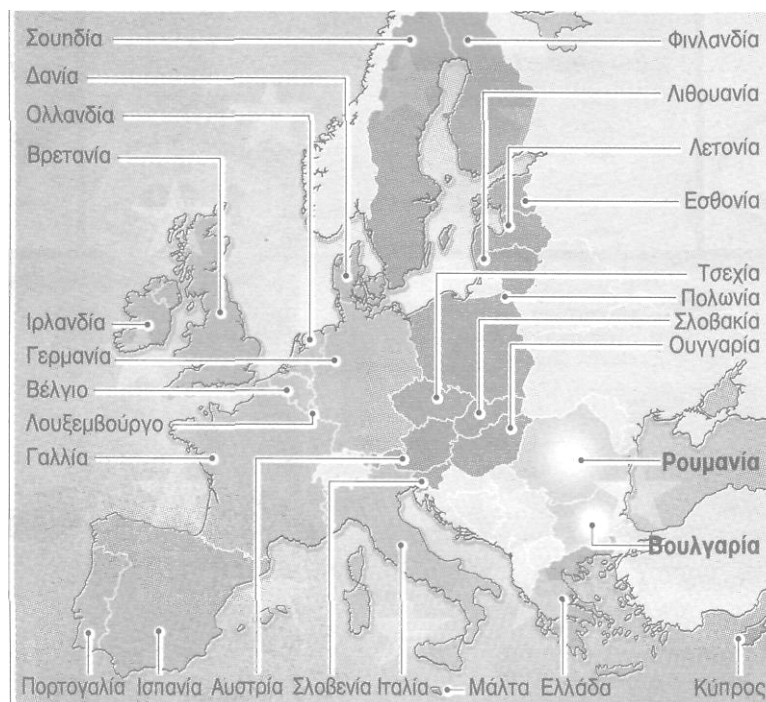 Σουηδία
Δανία
Ολλανδία
Βρετανία
Ιρλανδία
Γερμανία
Βέλγιο
Λουξεμβούργο
Γαλλία
Φινλανδία
Λιθουανία
Λετονία
Εσθονία
Τσεχία
Πολωνία
Σλοβακία
Ουγγαρία
Ρουμανία
Βουλγαρία
Πορτογαλία Ισπανία Αυστρία Σλοβενία Ιταλία Μάλτα Ελλάδα Κύπρος